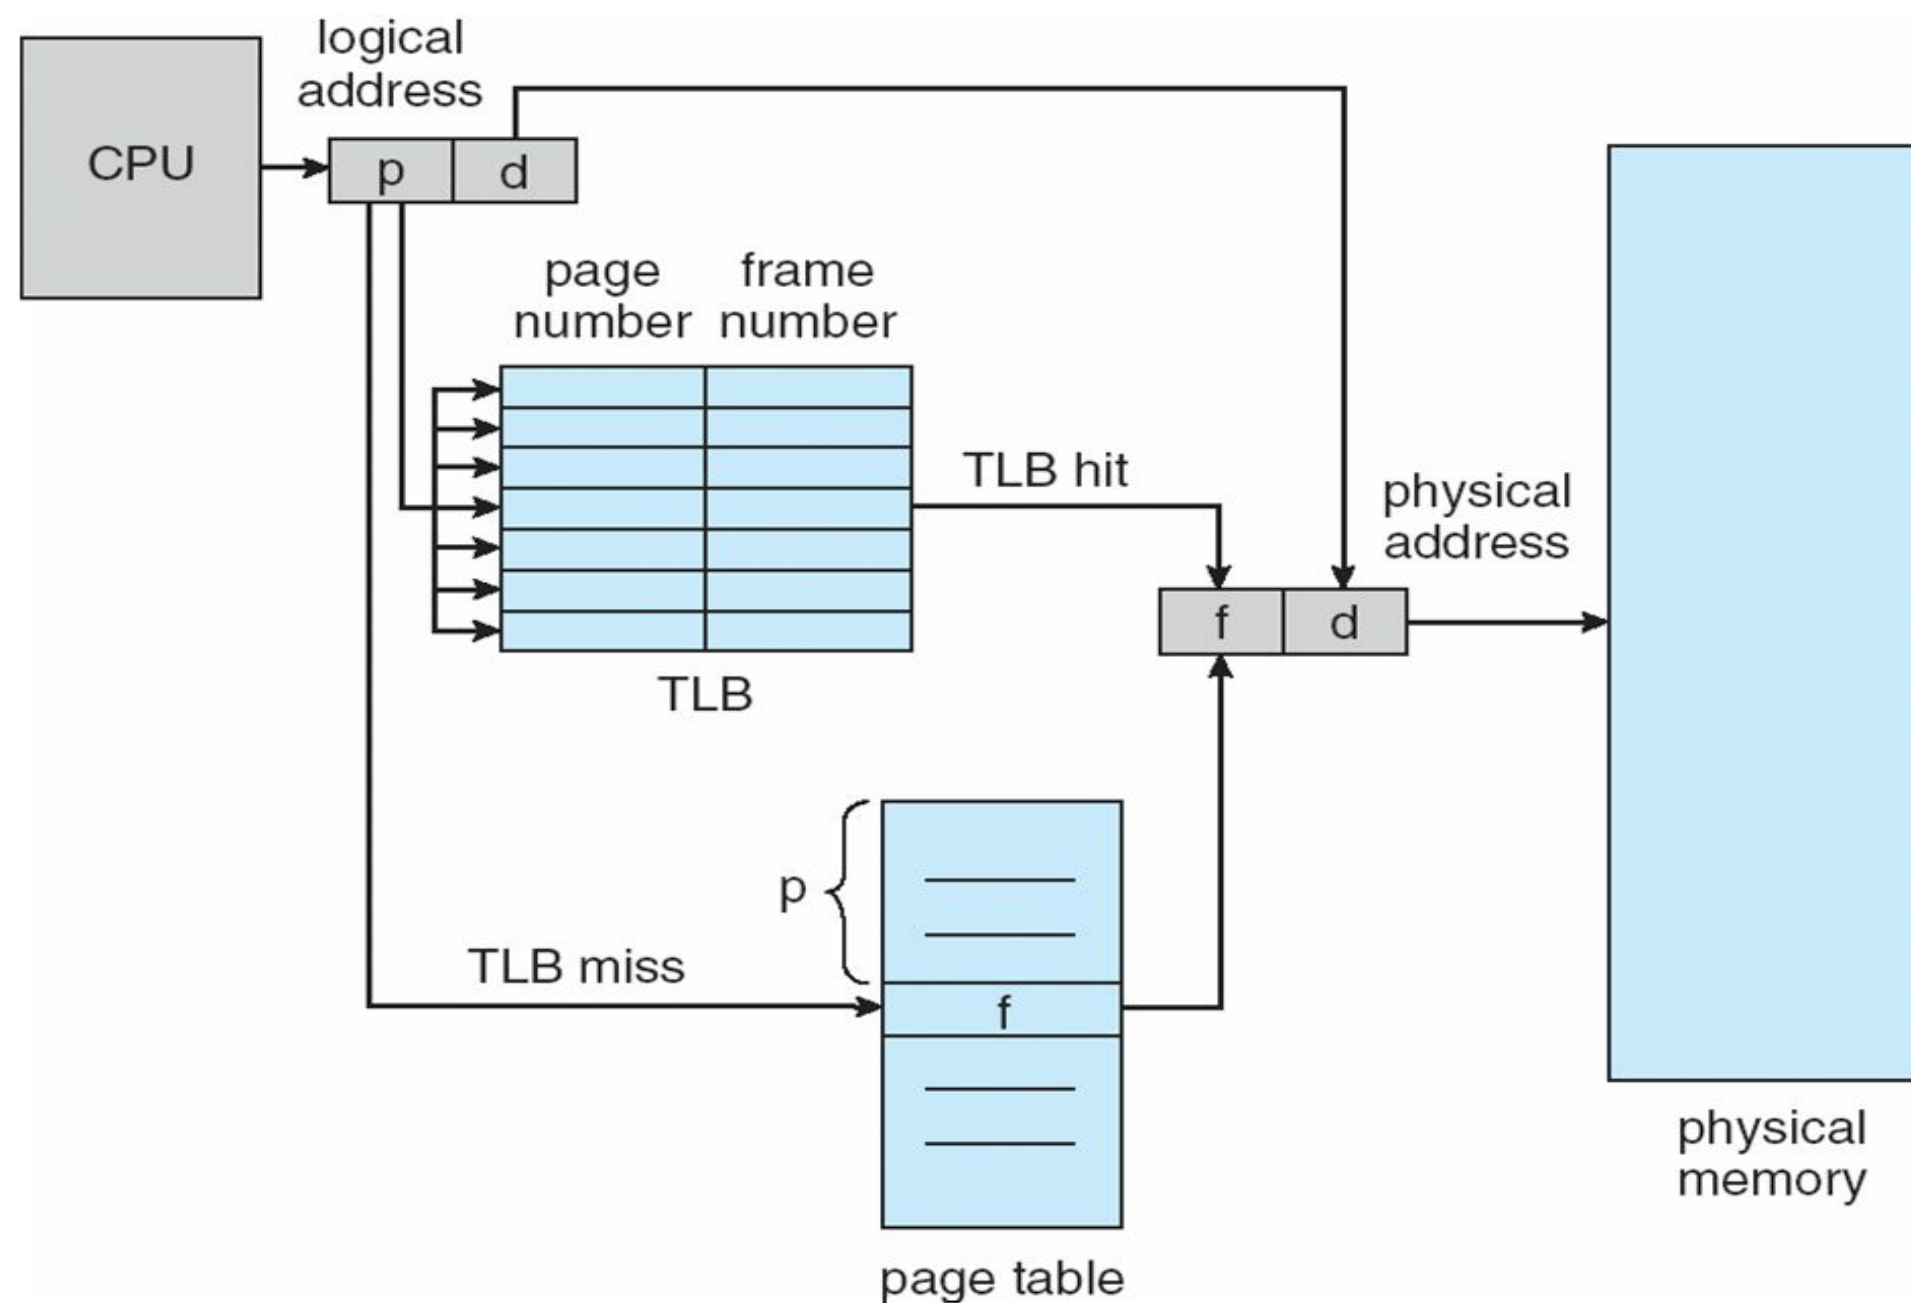 logical
address
CPU
p
d
page
number
frame
number
TLB hit
physical
address
f
d
TLB
p
TLB miss
f
physical
memory
page table